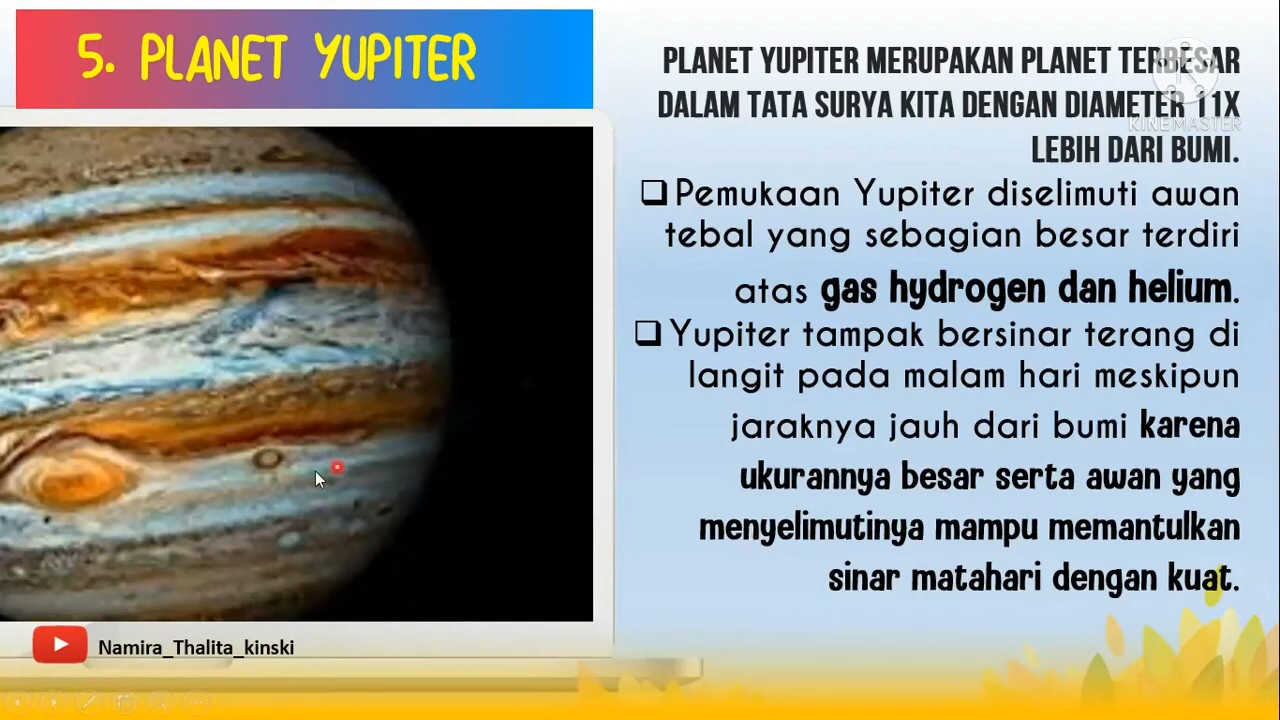 5. PLANET YUPITER
PLANET YUPITER MERUPAKAN PLANET TERBESAR
DALAM TATA SURYA KITA DENGAN DIAMETER 11X
LEBIH DARI BUMI.
KINEMASTER
❑Pemukaan Yupiter diselimuti awan
tebal yang sebagian besar terdiri
atas gas hydrogen dan helium.
❑Yupiter tampak bersinar terang di
langit pada malam hari meskipun
jaraknya jauh dari bumi karena
ukurannya besar serta awan yang
menyelimutinya mampu memantulkan
sinar matahari dengan kuat.
Namira_Thalita_kinski